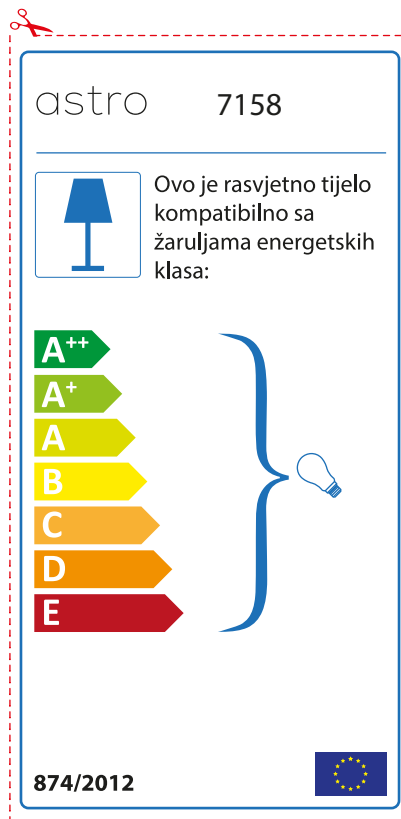 astro 7158
Ovo je rasvjetno tijelo
kompatibilno sa
žaruljama energetskih
klasa:
A++
A+
A
B
C
D
E
874/2012